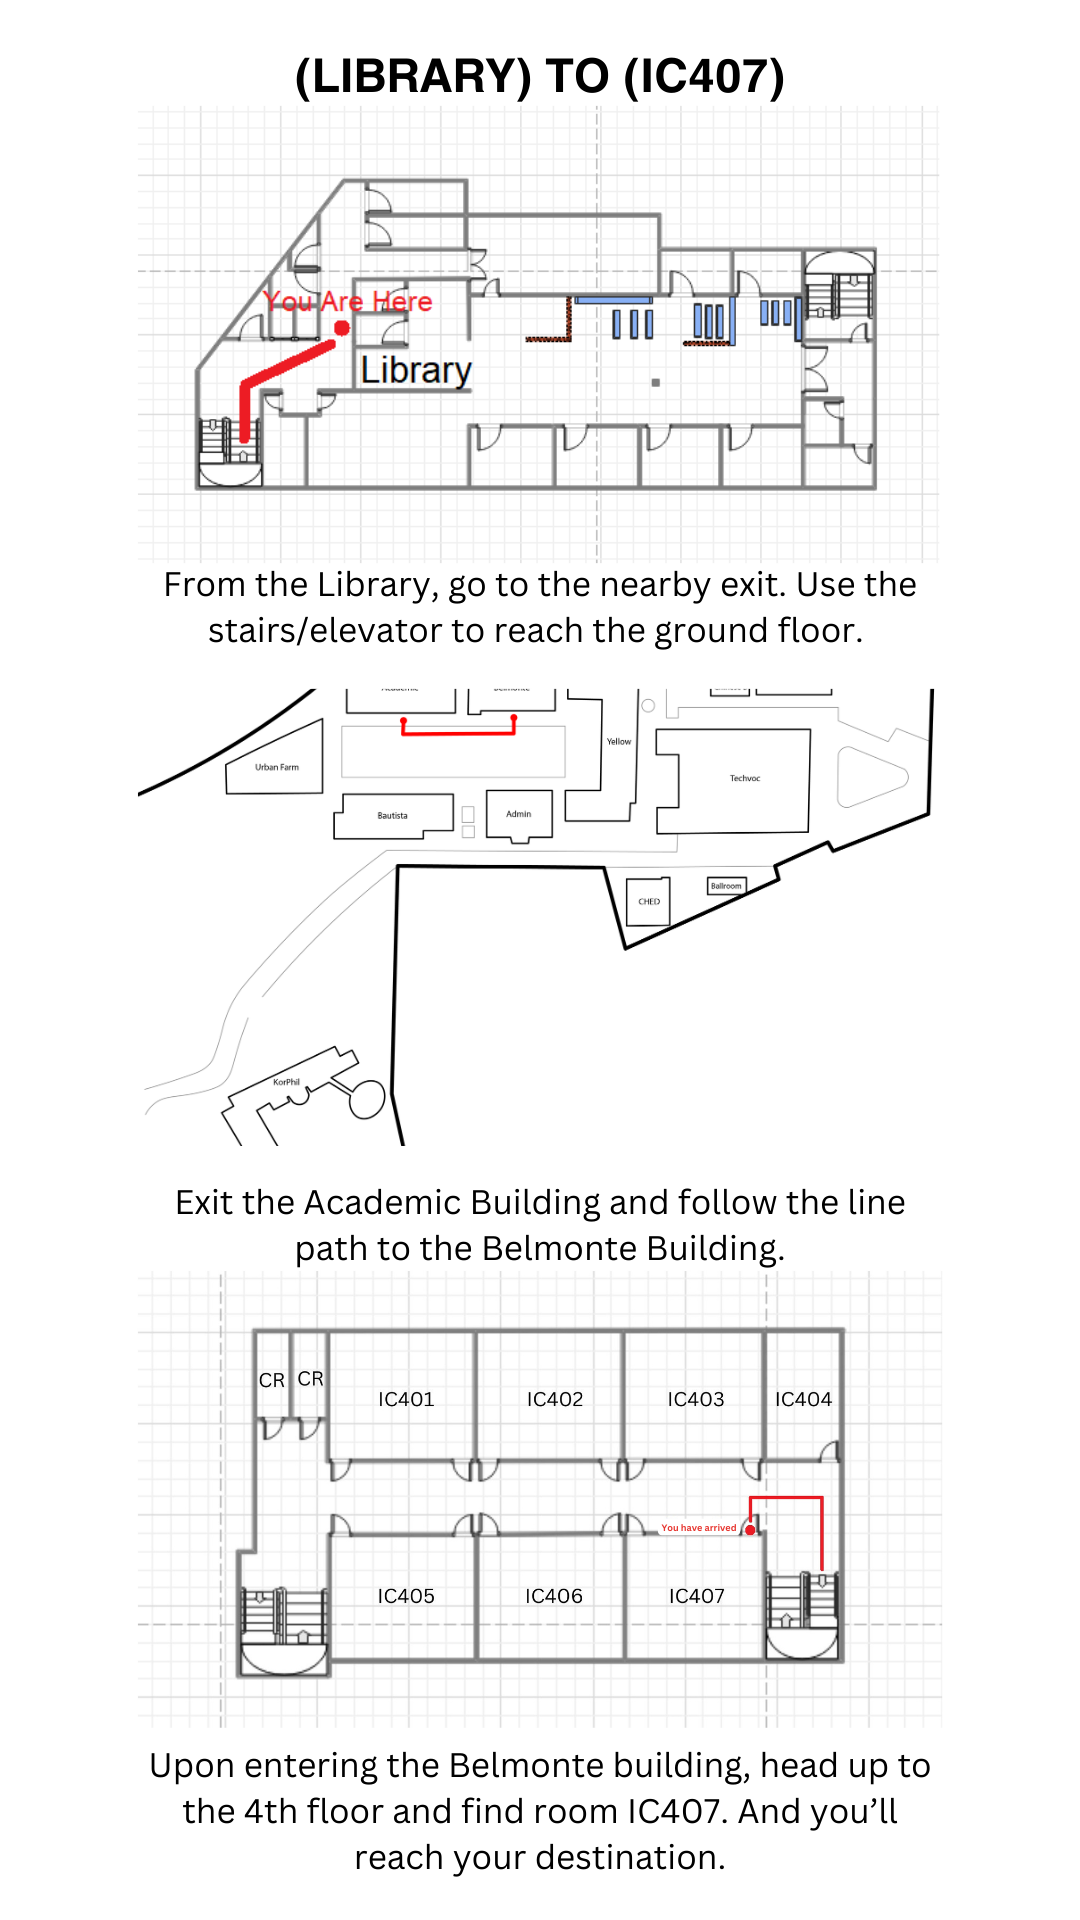 (LIBRARY) TO (IC407)
You Are Here
Library
From the Library, go to the nearby exit. Use the
stairs/elevator to reach the ground floor.
Yellow
Urban Farm
Techvoc
Bautista
Admin
CHED
Ballroom
KorPhil
Exit the Academic Building and follow the line
path to the Belmonte Building.
CR CR
IC401 IC402 IC403 IC404
You have arrived
IC405 IC406 IC407
Upon entering the Belmonte building, head up to
the 4th floor and find room IC407. And you’ll
reach your destination.